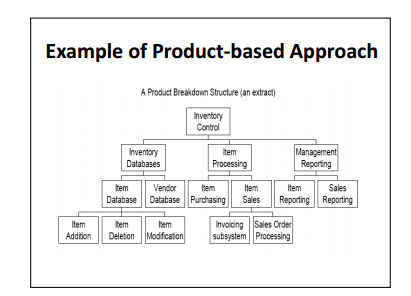 Example of Product-based Approach
A Product Breakdown Structure (an extract)
Inventory
Control
Inventory
Databases
Item
Processing
Management
Reporting
Item
Database
Vendor
Database
Item
Purchasing
Item
Sales
Item
Reporting
Sales
Reporting
Item
Addition
Item
Deletion
Item
Modification
Invoicing
subsystem
Sales Order
Processing